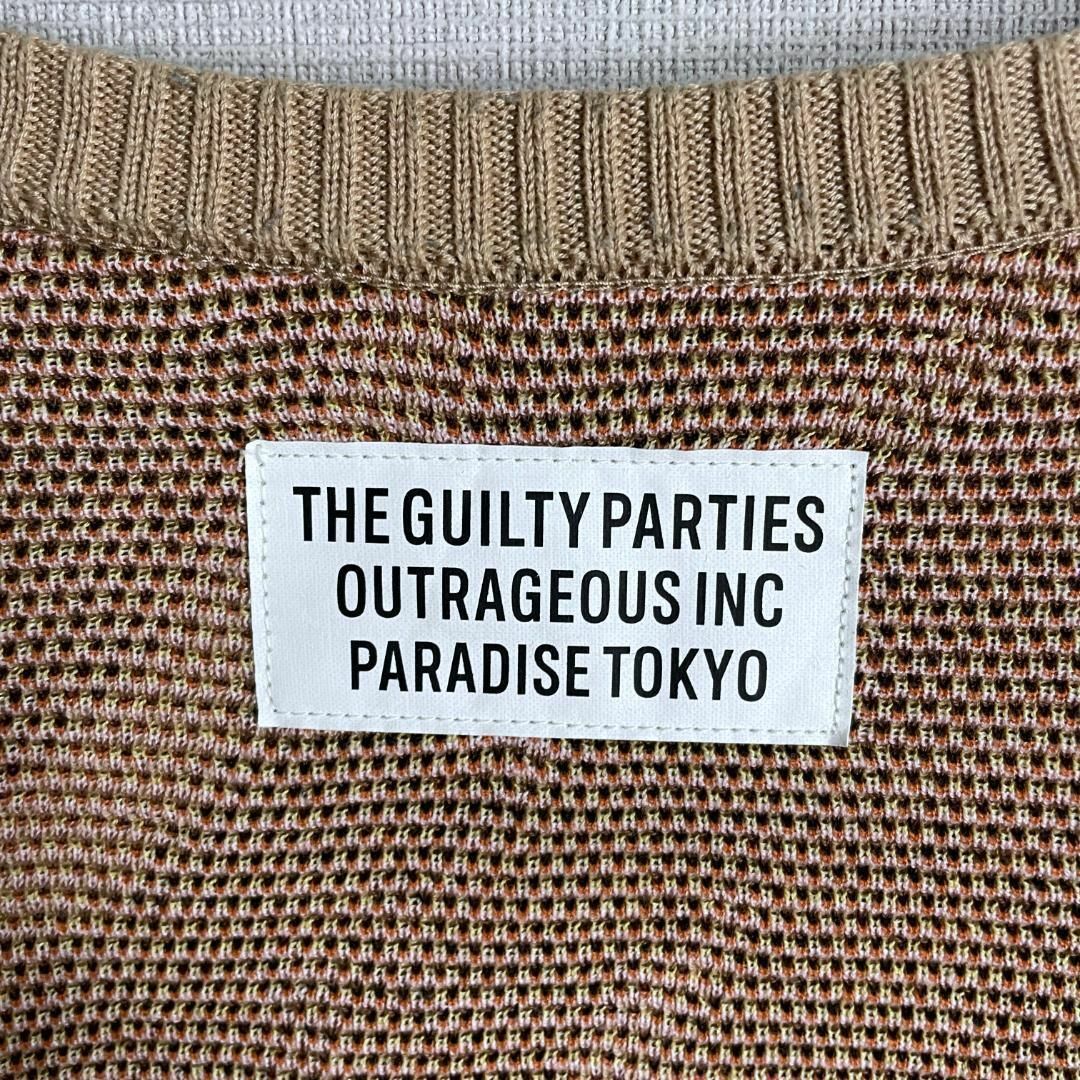 THE GUILTY PARTIES
OUTRAGEOUS INC
PARADISE TOKYO